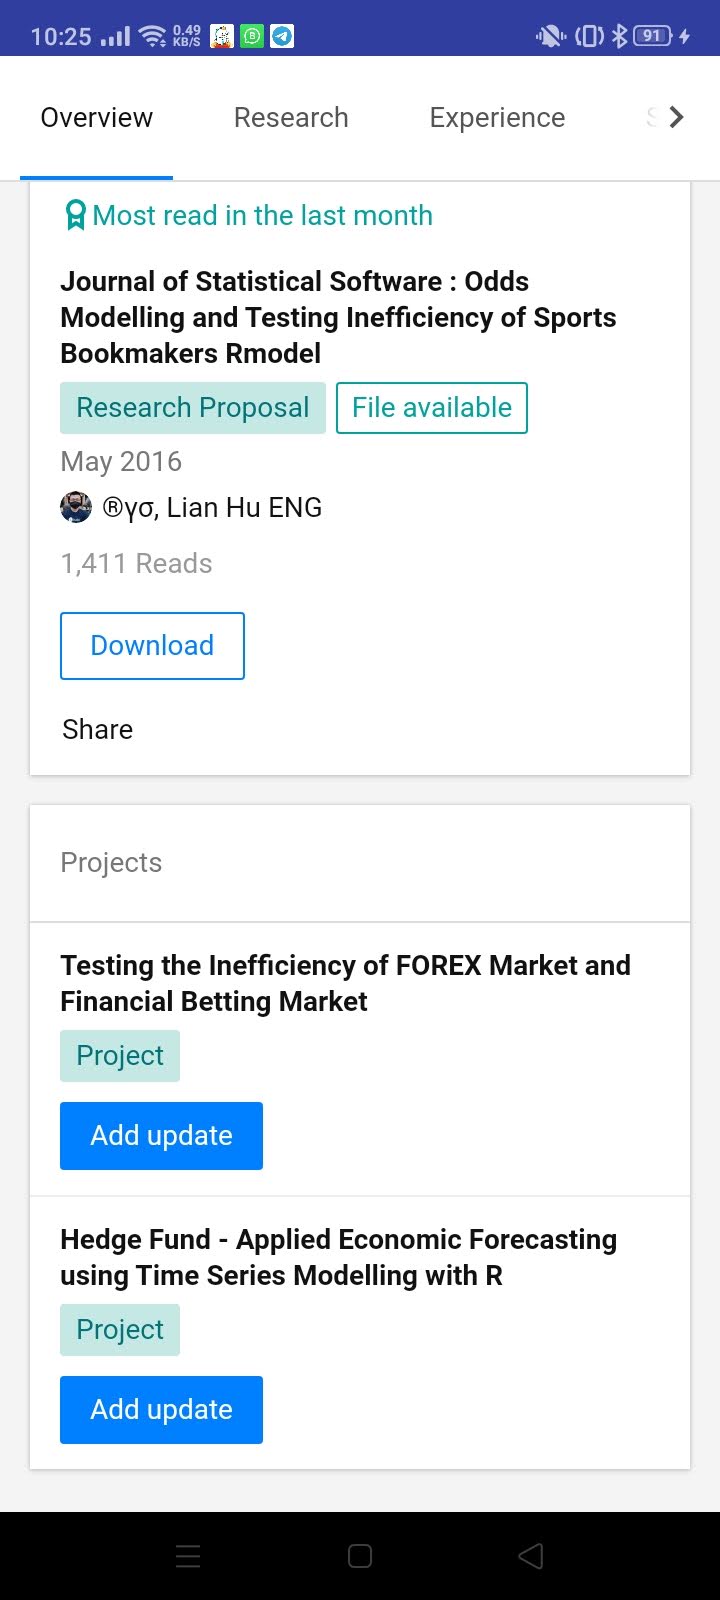 10:25 0.49 KB/S 91
Overview Research Experience S
Most read in the last month
Journal of Statistical Software : Odds
Modelling and Testing Inefficiency of Sports
Bookmakers Rmodel
Research Proposal File available
May 2016
®γσ, Lian Hu ENG
1,411 Reads
Download
Share
Projects
Testing the Inefficiency of FOREX Market and
Financial Betting Market
Project
Add update
Hedge Fund - Applied Economic Forecasting
using Time Series Modelling with R
Project
Add update